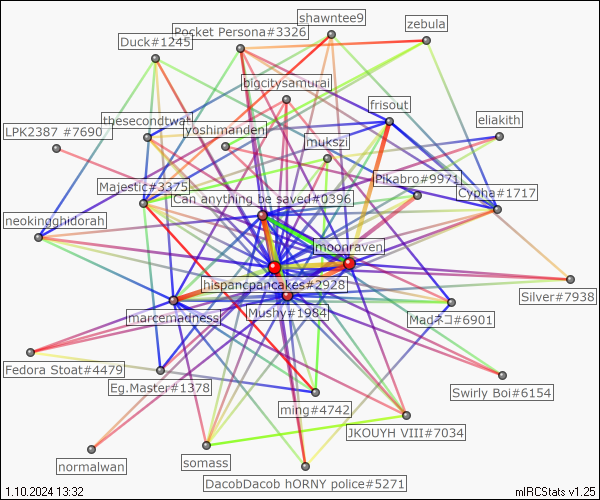 shawntee9
zebula
Pocket Persona#3326
Duck#1245
bigcitysamurai
frisout
thesecondtwat
eliakith
LPK2387 #7690
yoshimanden
mukszi
Pikabro#9971
Majestic#3375
Cypha#1717
Can anything be saved#0396
neokingghidorah
moonraven
hispancpancakes#2928
Silver#7938
marcemadness
Mushy#1984
Madネコ#6901
Fedora Stoat#4479
Eg.Master#1378
Swirly Boi#6154
ming#4742
JKOUYH VIII#7034
normalwan
somass
DacobDacob hORNY police#5271
1.10.2024 13:32
mIRCStats v1.25